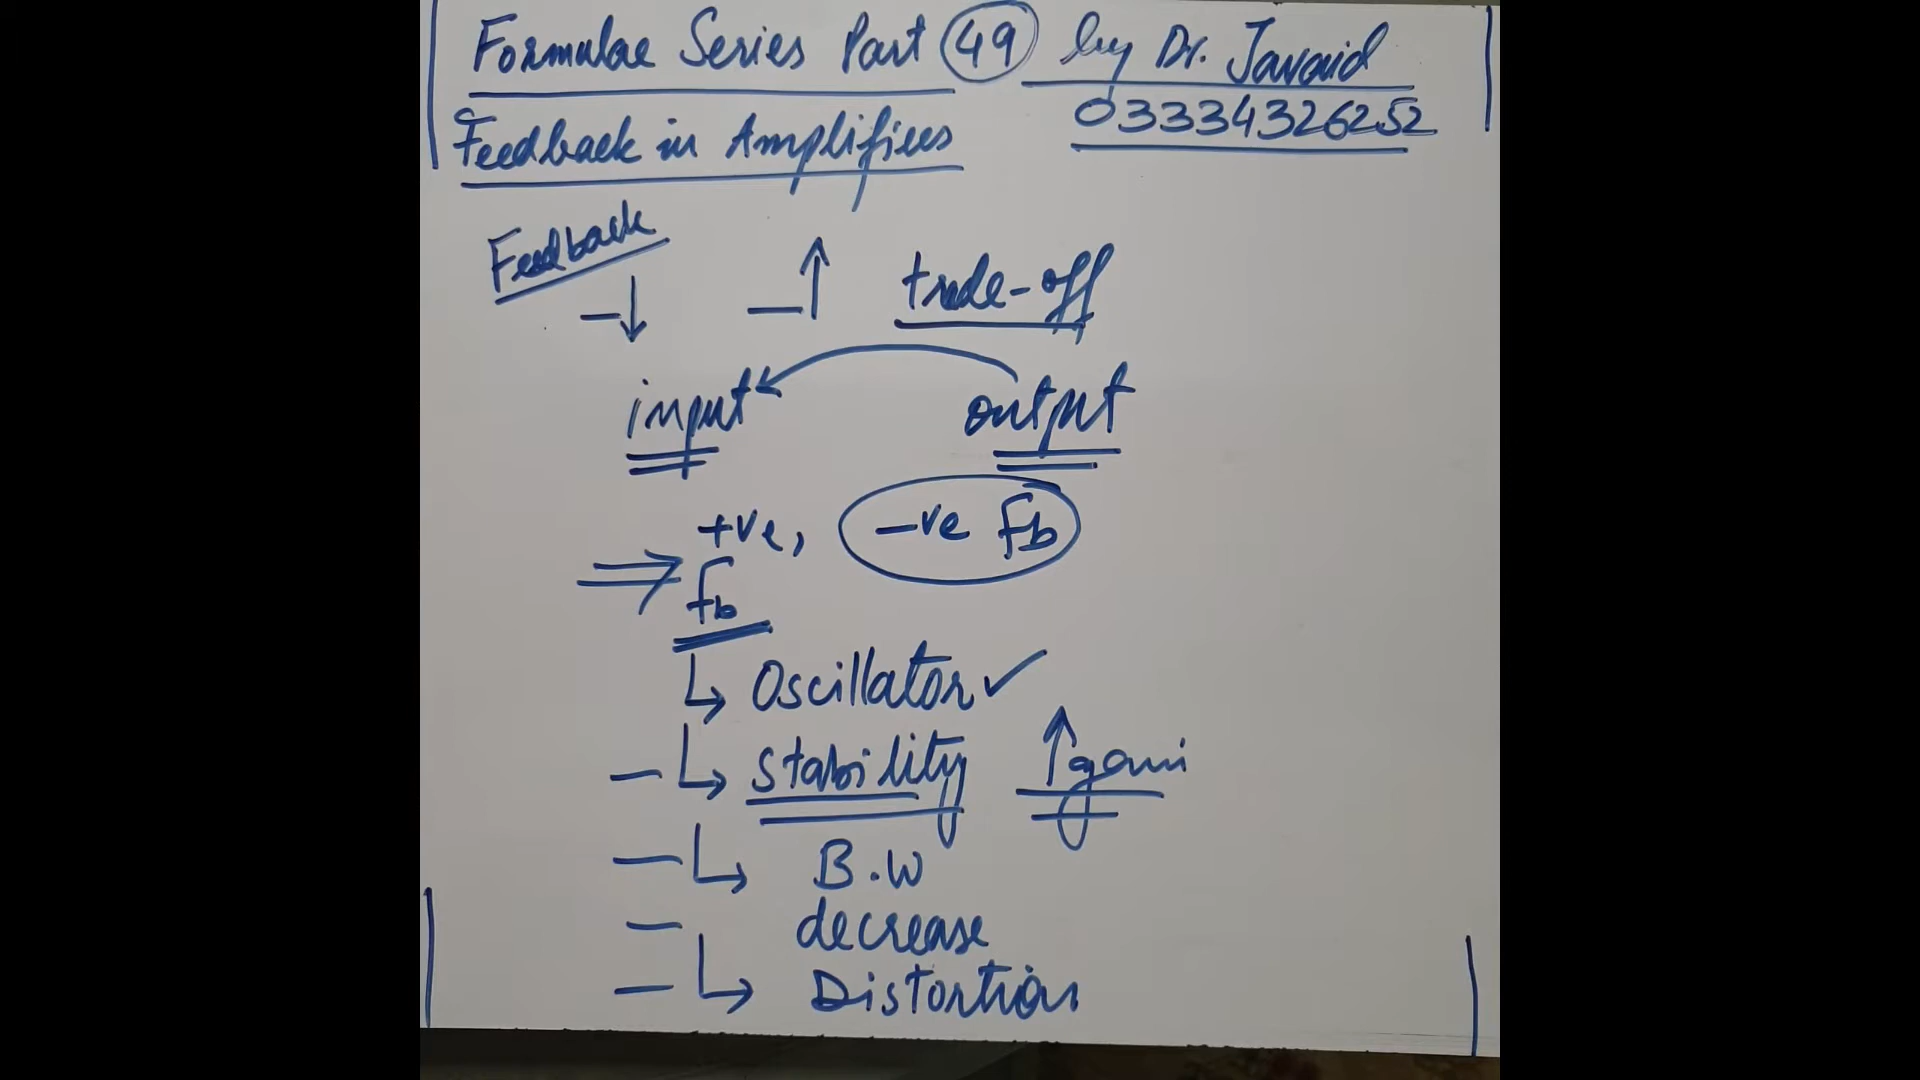 Formulae Series Part 49 by Dr. Javaid
03334326252
Feedback in Amplifiers
Feedback
trade-off
input output
+ve, -ve fb
fb
Oscillator
Stability gain
B.W
decrease
Distortion